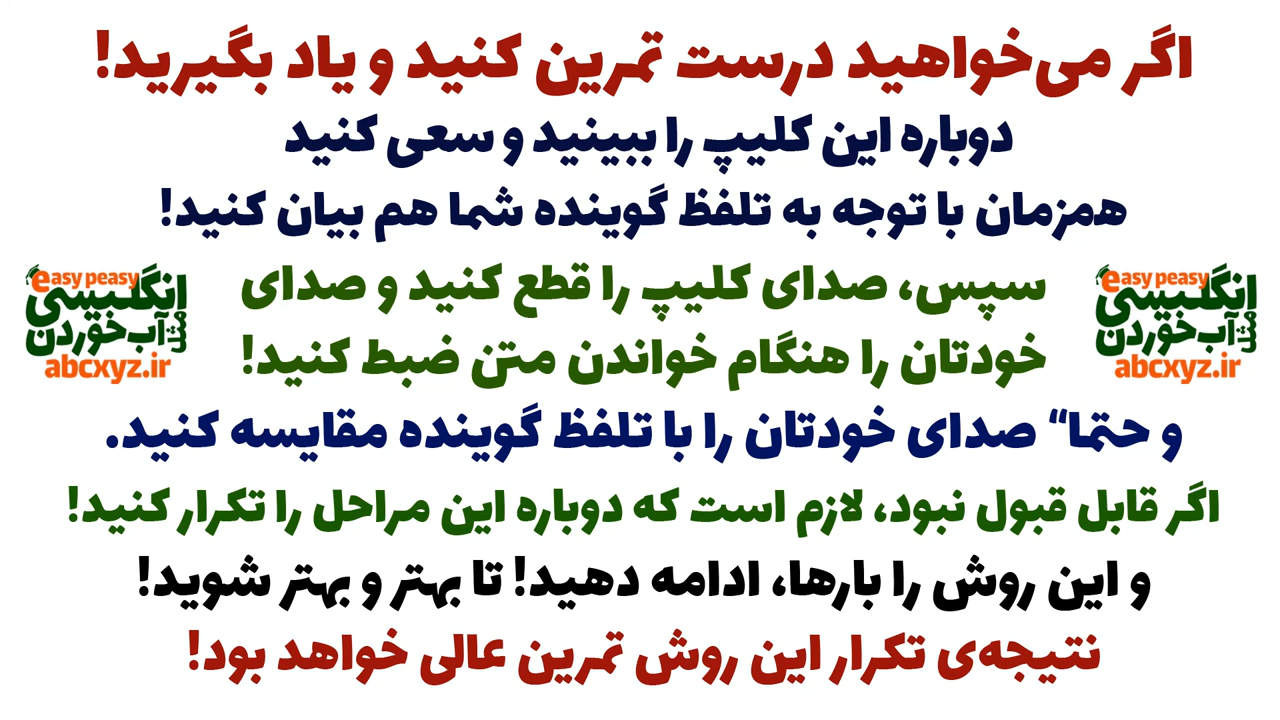 اگر می‌خواهید درست تمرین کنید و یاد بگیرید!
دوباره این کلیپ را ببینید و سعی کنید
همزمان با توجه به تلفظ گوینده شما هم بیان کنید!
سپس، صدای کلیپ را قطع کنید و صدای
خودتان را هنگام خواندن متن ضبط کنید!
و حتما“ صدای خودتان را با تلفظ گوینده مقایسه کنید.
اگر قابل قبول نبود، لازم است که دوباره این مراحل را تکرار کنید!
و این روش را بارها، ادامه دهید! تا بهتر و بهتر شوید!
نتیجه‌ی تکرار این روش تمرین عالی خواهد بود!
easy peasy
انگلیسی
مثل آب خوردن
abcxyz.ir
easy peasy
انگلیسی
مثل آب خوردن
abcxyz.ir